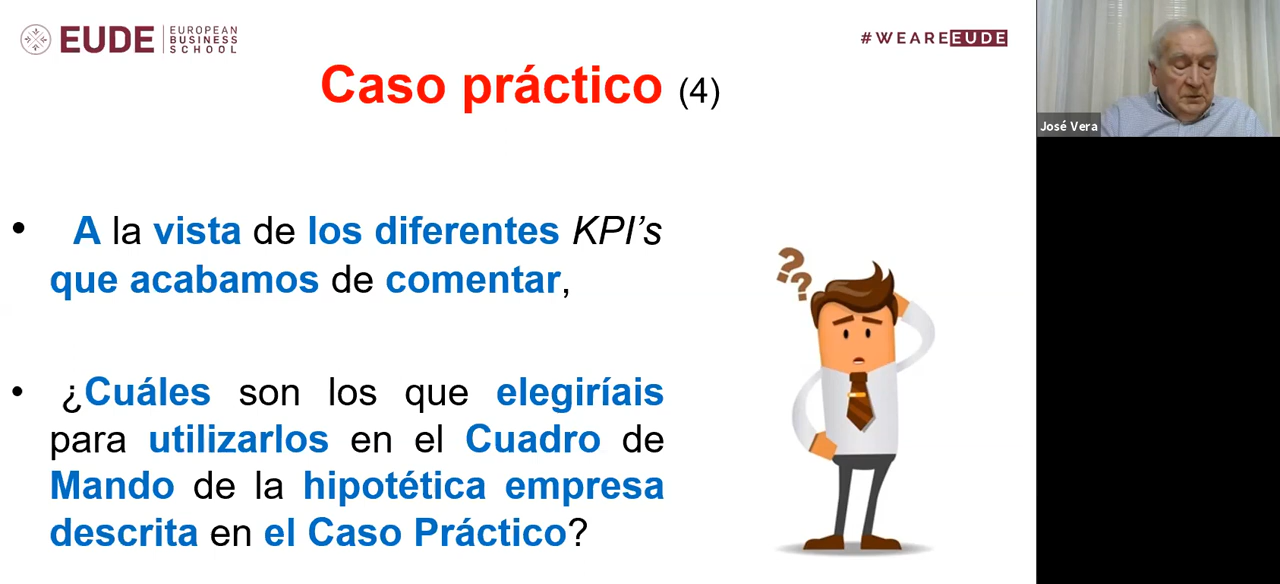 EUDE EUROPEAN
BUSINESS
SCHOOL
#WEAREEUDE
Caso práctico (4)
José Vera
• A la vista de los diferentes KPI’s
que acabamos de comentar,
• ¿Cuáles son los que elegiríais
para utilizarlos en el Cuadro de
Mando de la hipotética empresa
descrita en el Caso Práctico?
??